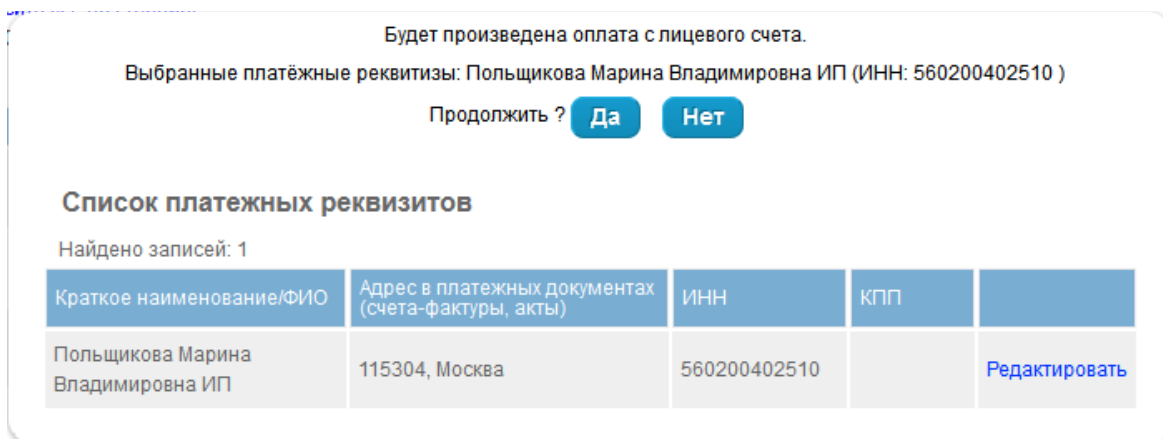 Будет произведена оплата с лицевого счета.
Выбранные платёжные реквитизы: Польщикова Марина Владимировна ИП (ИНН: 560200402510 )
Продолжить ? Да Нет
Список платежных реквизитов
Найдено записей: 1
Краткое наименование/ФИО Адрес в платежных документах (счета-фактуры, акты) ИНН КПП
Польщикова Марина Владимировна ИП 115304, Москва 560200402510 Редактировать